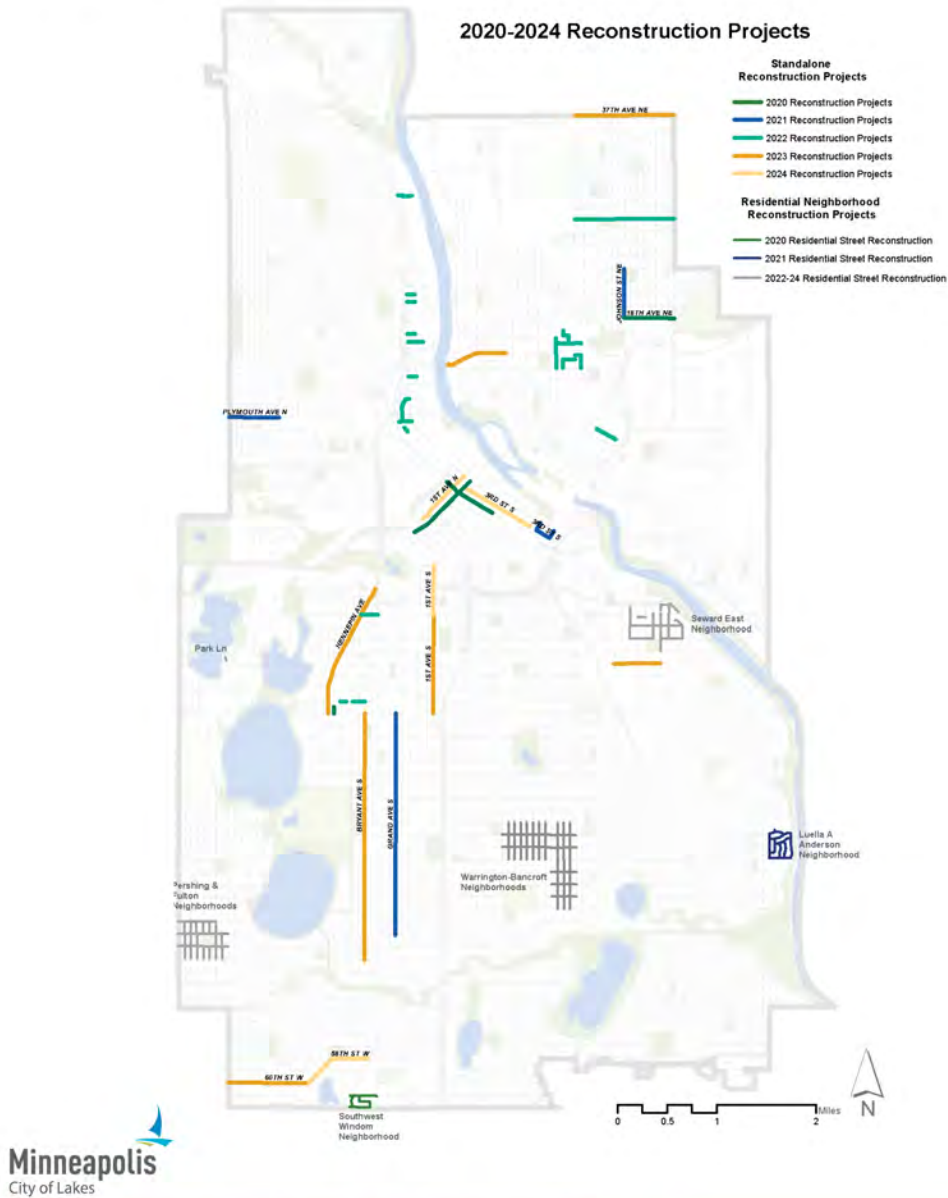 2020-2024 Reconstruction Projects
Standalone
Reconstruction Projects
2020 Reconstruction Projects
2021 Reconstruction Projects
2022 Reconstruction Projects
2023 Reconstruction Projects
2024 Reconstruction Projects
Residential Neighborhood
Reconstruction Projects
2020 Residential Street Reconstruction
2021 Residential Street Reconstruction
2022-24 Residential Street Reconstruction
37TH AVE NE
JOHNSON ST NE
18TH AVE NE
PLYMOUTH AVE N
1ST AVE N
3RD ST S
3RD ST S
HENNEPIN AVE
1ST AVE S
1ST AVE S
Seward East
Neighborhood
Park Ln
BRYANT AVE S
GRAND AVE S
Luella A
Anderson
Neighborhood
Warrington-Bancroft
Neighborhoods
Pershing &
Fulton
Neighborhoods
58TH ST W
60TH ST W
Southwest
Windom
Neighborhood
0
0.5
1
2
Miles
N
Minneapolis
City of Lakes